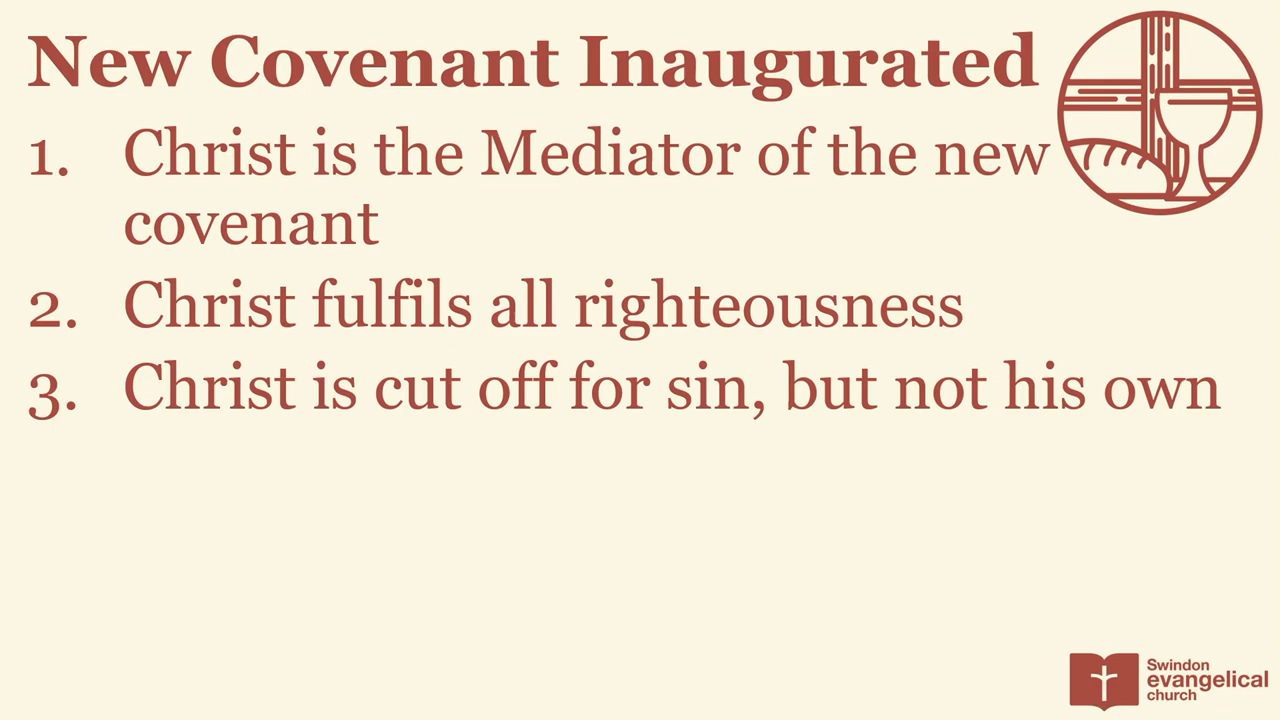 New Covenant Inaugurated
1. Christ is the Mediator of the new
covenant
2. Christ fulfils all righteousness
3. Christ is cut off for sin, but not his own
Swindon
evangelical
church